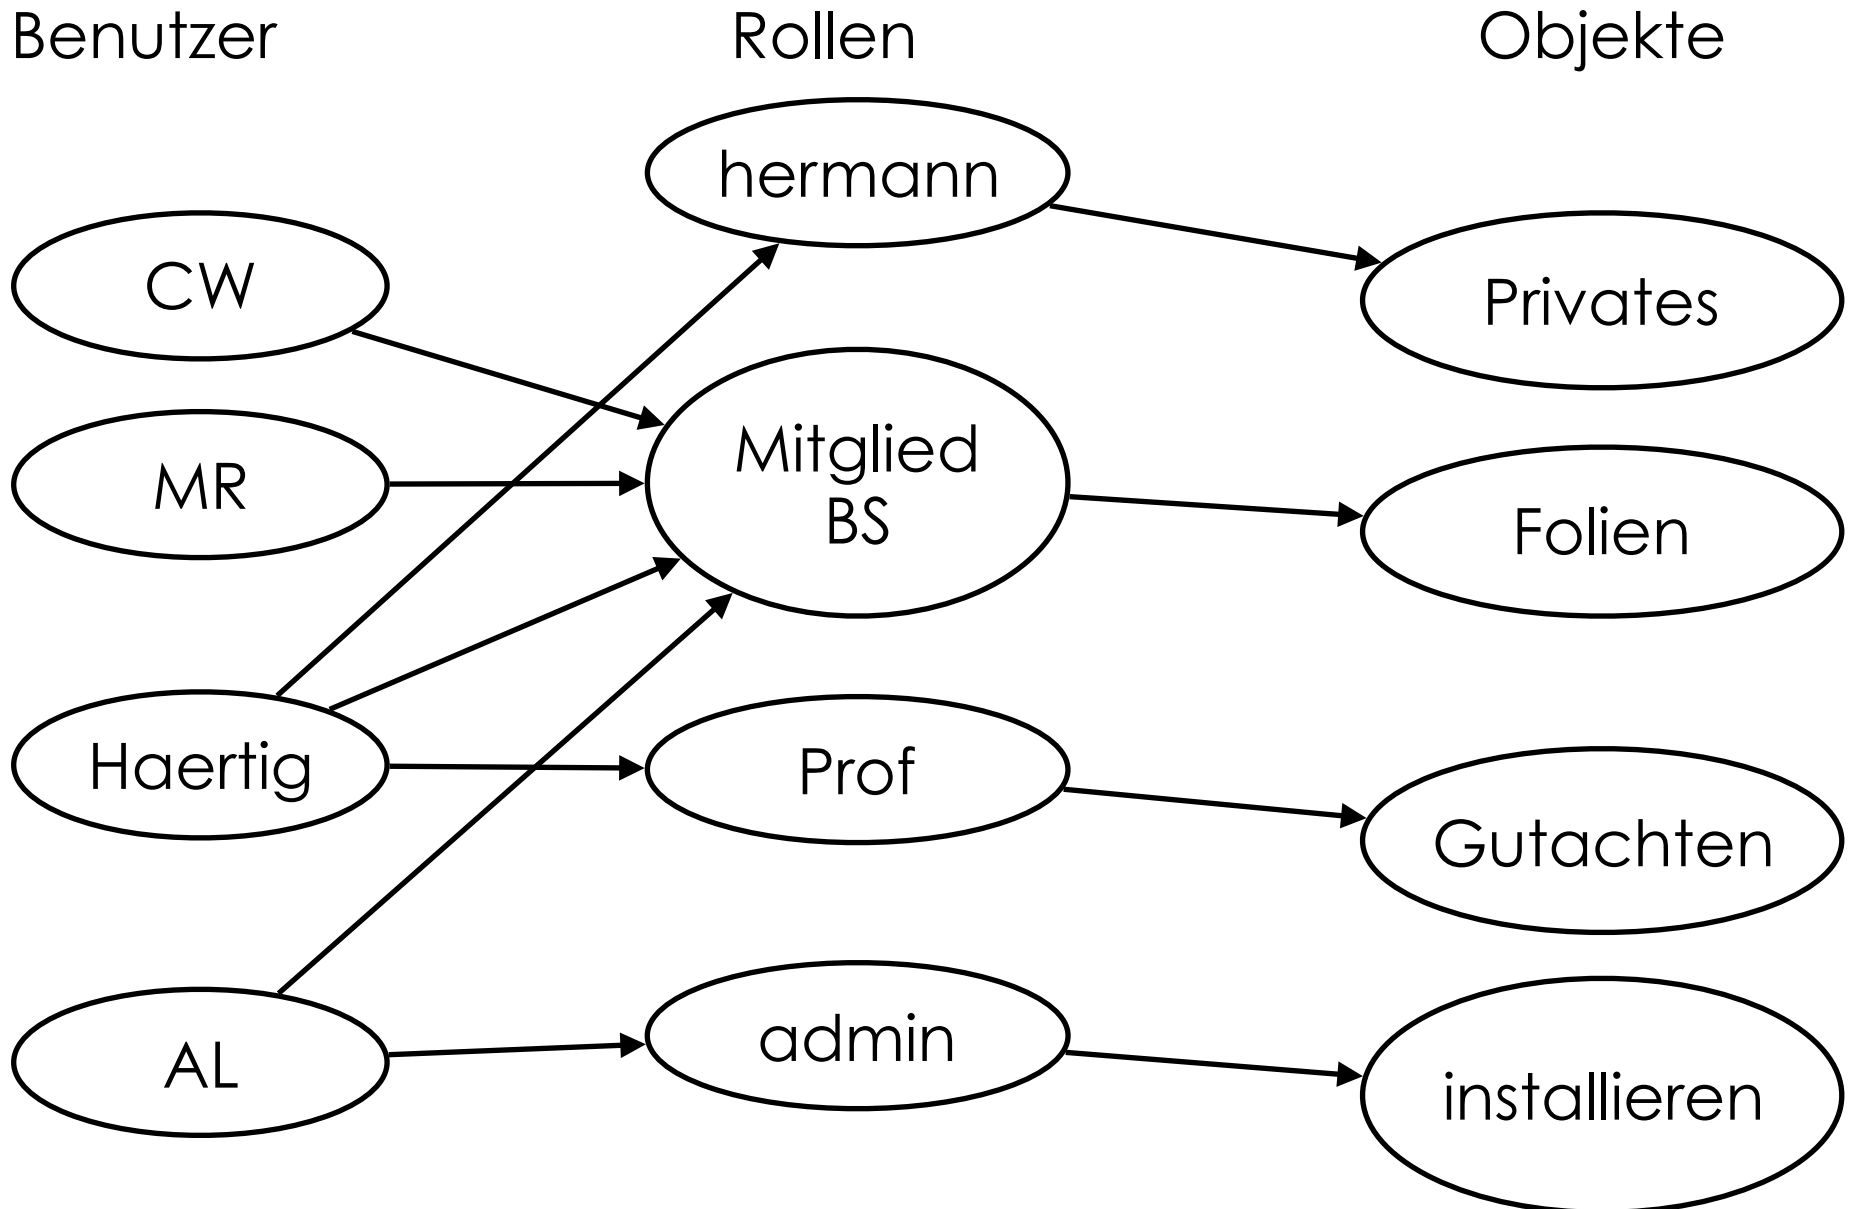 Benutzer
Rollen
Objekte
hermann
CW
Privates
Mitglied
BS
MR
Folien
Haertig
Prof
Gutachten
AL
admin
installieren